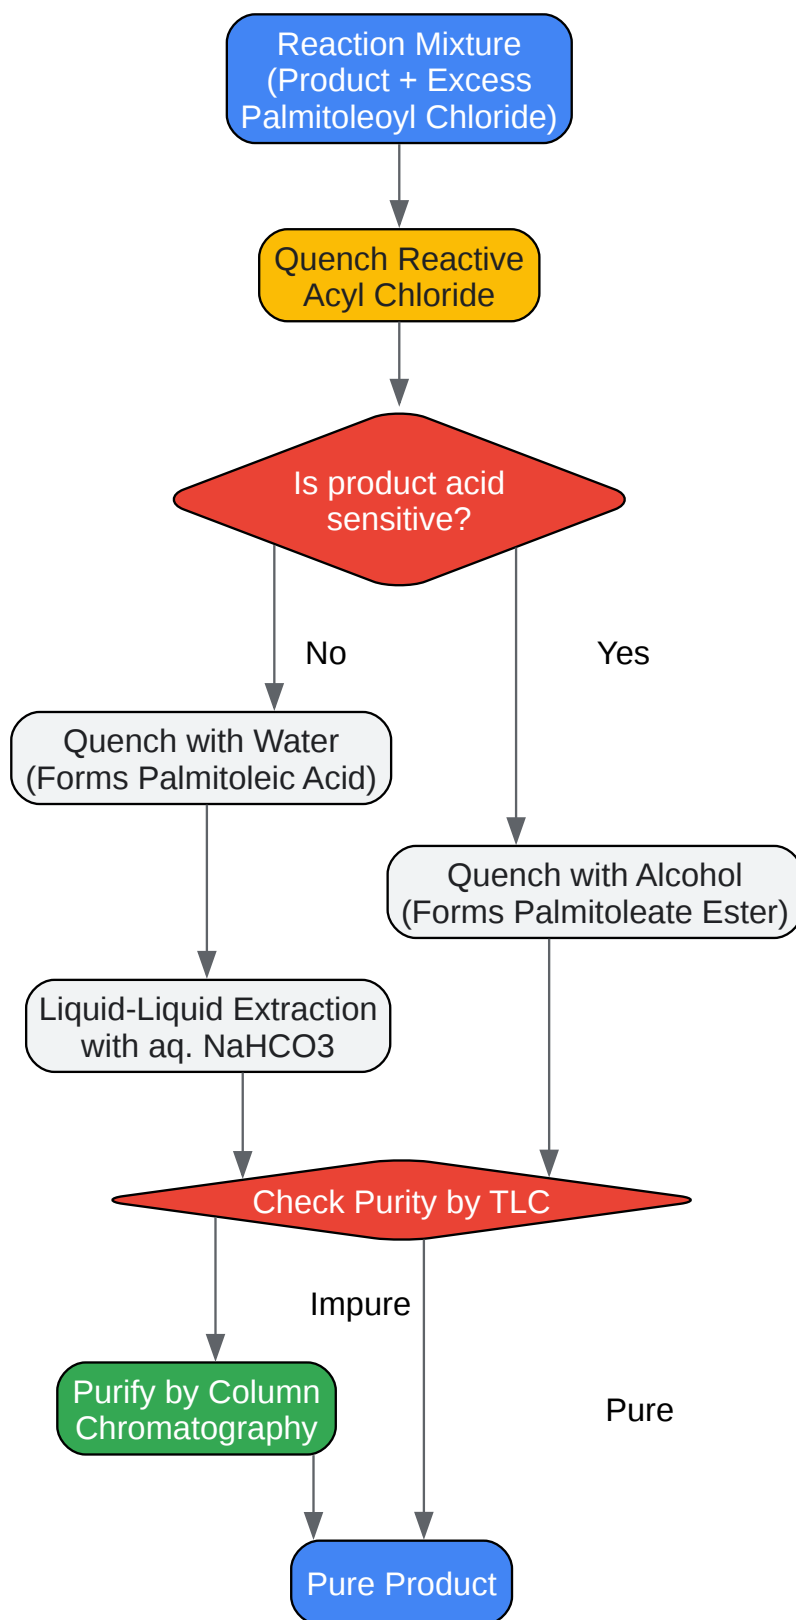 Reaction Mixture
(Product + Excess
Palmitoleoyl Chloride)
Quench Reactive
Acyl Chloride
Is product acid
sensitive?
No
Yes
Quench with Water
(Forms Palmitoleic Acid)
Quench with Alcohol
(Forms Palmitoleate Ester)
Liquid-Liquid Extraction
with aq. NaHCO3
Check Purity by TLC
Impure
Purify by Column
Chromatography
Pure
Pure Product